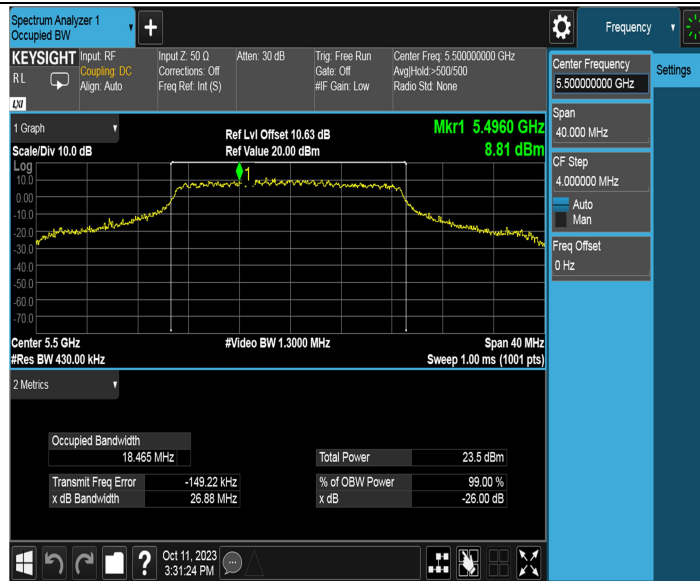 Spectrum Analyzer 1
Occupied BW
+
Frequency
KEYSIGHT
RL
LXI
Input: RF
Coupling: DC
Align: Auto
Input Z: 50 Ω
Corrections: Off
Freq Ref: Int (S)
Atten: 30 dB
Trig: Free Run
Gate: Off
#IF Gain: Low
Center Freq: 5.500000000 GHz
Avg|Hold:>500/500
Radio Std: None
Center Frequency
5.500000000 GHz
Settings
Span
40.000 MHz
CF Step
4.000000 MHz
Auto
Man
Freq Offset
0 Hz
1 Graph
Scale/Div 10.0 dB
Ref Lvl Offset 10.63 dB
Ref Value 20.00 dBm
Mkr1 5.4960 GHz
8.81 dBm
Log
10.0
0.00
-10.0
-20.0
-30.0
-40.0
-50.0
-60.0
-70.0
1
Center 5.5 GHz
#Res BW 430.00 kHz
#Video BW 1.3000 MHz
Span 40 MHz
Sweep 1.00 ms (1001 pts)
2 Metrics
Occupied Bandwidth
18.465 MHz
Total Power 23.5 dBm
Transmit Freq Error -149.22 kHz
% of OBW Power 99.00 %
x dB Bandwidth 26.88 MHz
x dB -26.00 dB
?
Oct 11, 2023
3:31:24 PM